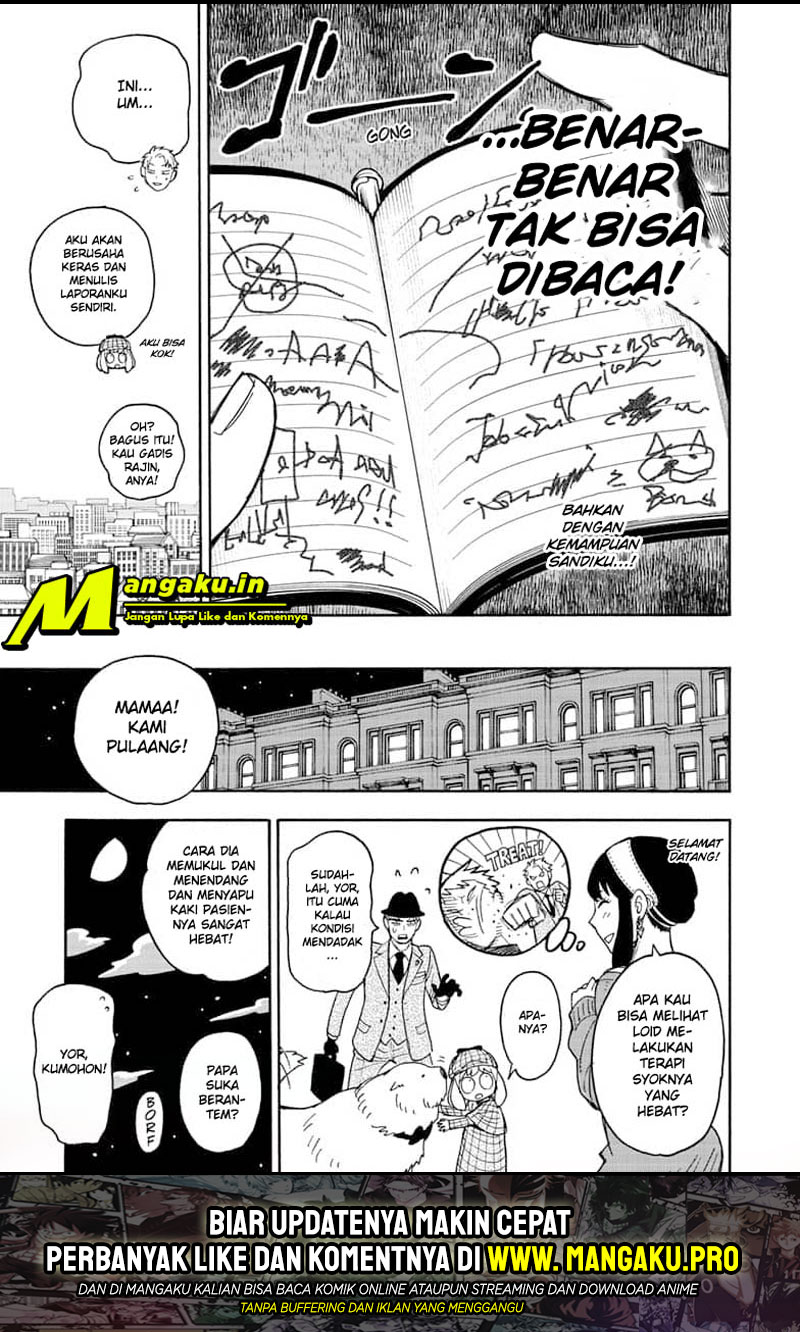 ゴーン
GONG
...BENAR-
BENAR
TAK BISA
DIBACA!
BAHKAN
DENGAN
KEMAMPUAN
SANDIKU...!
INI...
UM...
AKU AKAN
BERUSAHA
KERAS DAN
MENULIS
LAPORANKU
SENDIRI.
AKU BISA
KOK!
OH?
BAGUS ITU!
KAU GADIS
RAJIN,
ANYA!
Mangaku.in
Jangan Lupa Like dan Komennya
MAMAA!
KAMI
PULAANG!
SELAMAT
DATANG!
TREAT!
APA KAU
BISA MELIHAT
LOID ME-
LAKUKAN
TERAPI
SYOKNYA
YANG
HEBAT?
APA-
NYA?
SUDAH-
LAH, YOR,
ITU CUMA
KALAU
KONDISI
MENDADAK
...
CARA DIA
MEMUKUL DAN
MENENDANG
DAN MENYAPU
KAKI PASIEN-
NYA SANGAT
HEBAT!
PAPA
SUKA
BERAN-
TEM?
BORF
YOR,
KUMOHON!
BIAR UPDATENYA MAKIN CEPAT
PERBANYAK LIKE DAN KOMENTNYA DI WWW. MANGAKU.PRO
DAN DI MANGAKU KALIAN BISA BACA KOMIK ONLINE ATAUPUN STREAMING DAN DOWNLOAD ANIME
TANPA BUFFERING DAN IKLAN YANG MENGGANGU